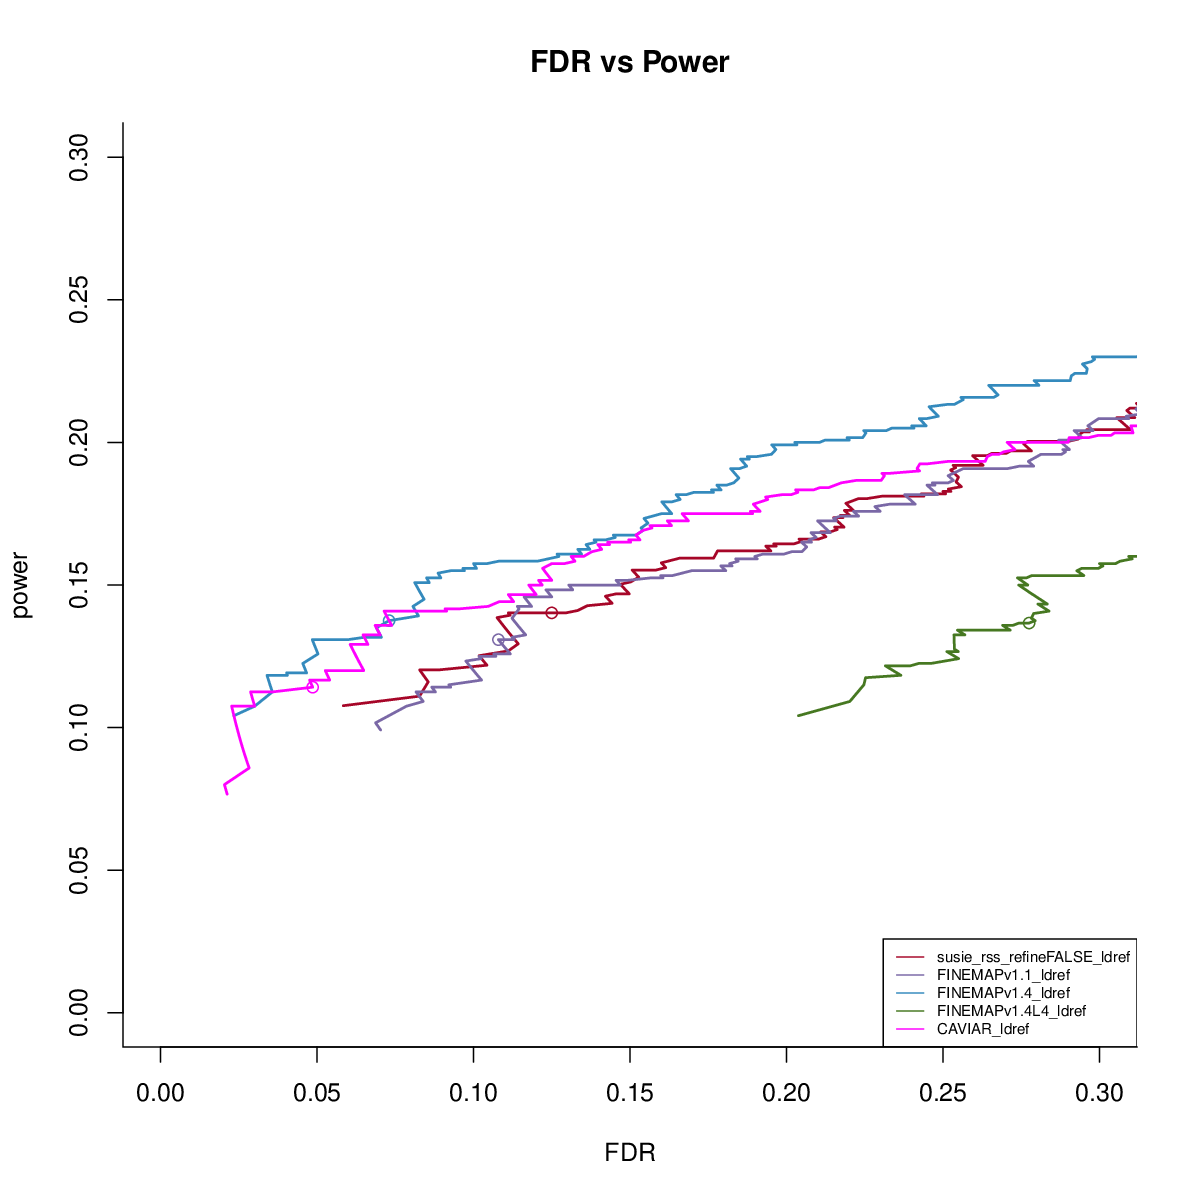 FDR vs Power
0.30
0.25
0.20
0.15
0.10
0.05
0.00
power
0.00 0.05 0.10 0.15 0.20 0.25 0.30
FDR
susie_rss_refineFALSE_ldref
FINEMAPv1.1_ldref
FINEMAPv1.4_ldref
FINEMAPv1.4L4_ldref
CAVIAR_ldref